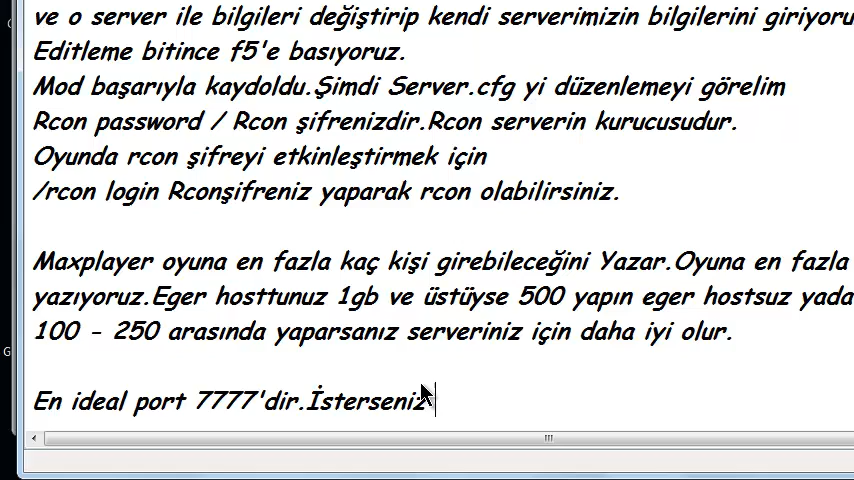 ve o server ile bilgileri değiştirip kendi serverimizin bilgilerini giriyoru
Editleme bitince f5'e basıyoruz.
Mod başarıyla kaydoldu.Şimdi Server.cfg yi düzenlemeyi görelim
Rcon password / Rcon şifrenizdir.Rcon serverin kurucusudur.
Oyunda rcon şifreyi etkinleştirmek için
/rcon login Rconşifreniz yaparak rcon olabilirsiniz.
Maxplayer oyuna en fazla kaç kişi girebileceğini Yazar.Oyuna en fazla
yazıyoruz.Eger hosttunuz 1gb ve üstüyse 500 yapın eger hostsuz yada
100 - 250 arasında yaparsanız serveriniz için daha iyi olur.
En ideal port 7777'dir.İsterseniz